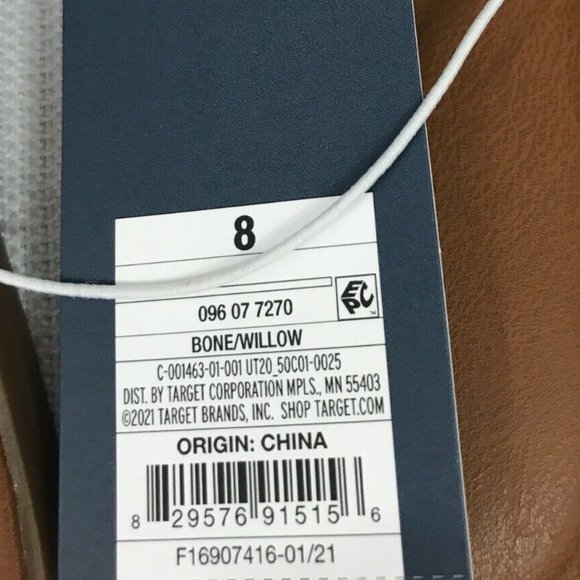 8
EPC
096 07 7270
BONE/WILLOW
C-001463-01-001 UT20_50C01-0025
DIST. BY TARGET CORPORATION MPLS., MN 55403
©2021 TARGET BRANDS, INC. SHOP TARGET.COM
ORIGIN: CHINA
8 29576 91515 6
F16907416-01/21